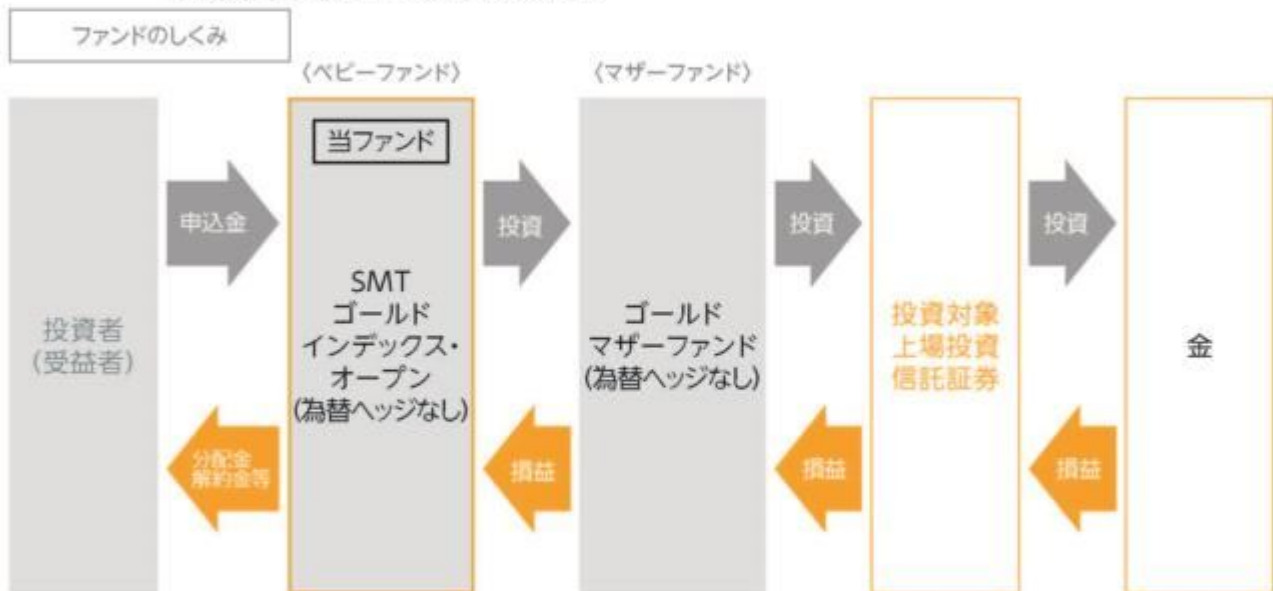 ファンドのしくみ
〈ベビーファンド〉
〈マザーファンド〉
投資者
(受益者)
申込金
分配金
解約金等
当ファンド
SMT
ゴールド
インデックス・
オープン
(為替ヘッジなし)
投資
損益
ゴールド
マザーファンド
(為替ヘッジなし)
投資
損益
投資対象
上場投資
信託証券
投資
損益
金